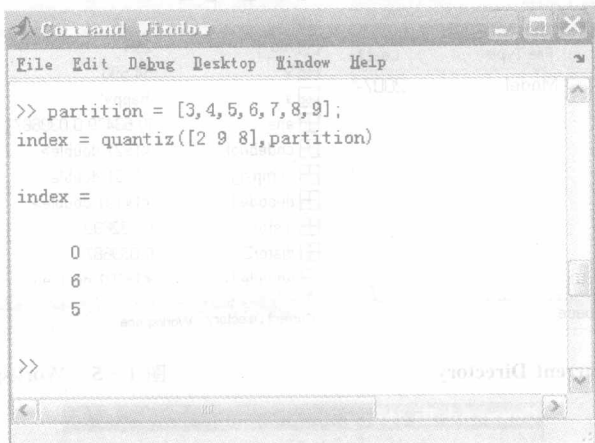 Command Window
File Edit Debug Desktop Window Help
>> partition = [3,4,5,6,7,8,9];
index = quantiz([2 9 8],partition)
index =
0
6
5
>>